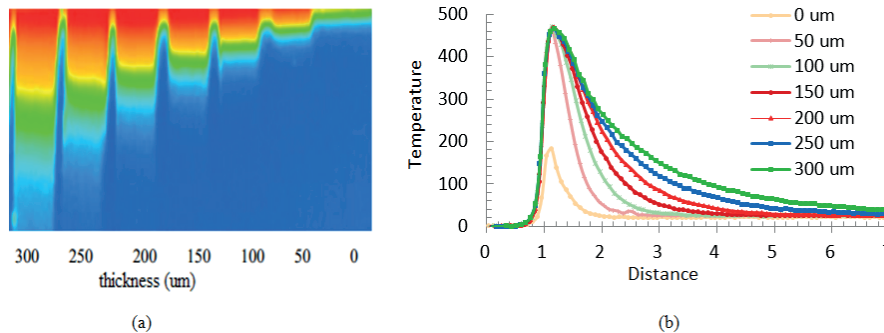 300 250 200 150 100 50 0
thickness (um)
(a)
500
400
300
200
100
0
Temperature
0 1 2 3 4 5 6
Distance
0 um
50 um
100 um
150 um
200 um
250 um
300 um
(b)